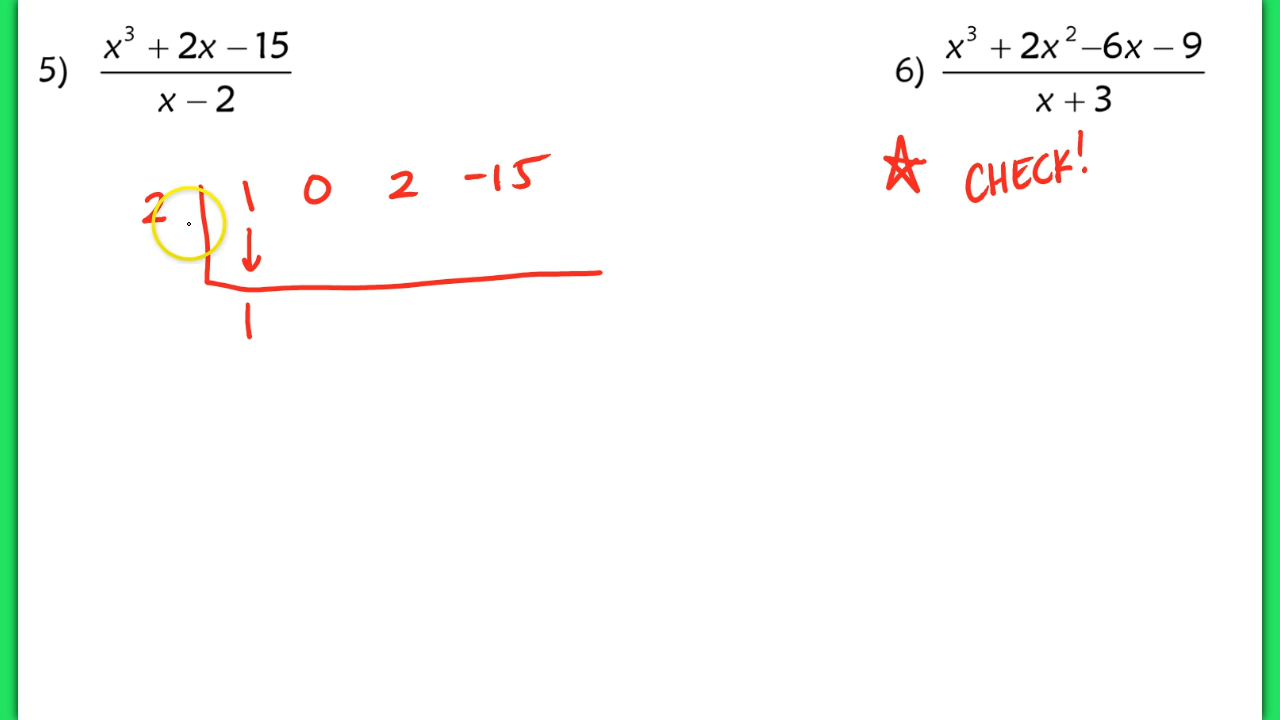 5) x³ + 2x – 15
x – 2
6) x³ + 2x² –6x – 9
x + 3
☆ CHECK!
2 | 1 0 2 -15
↓
1